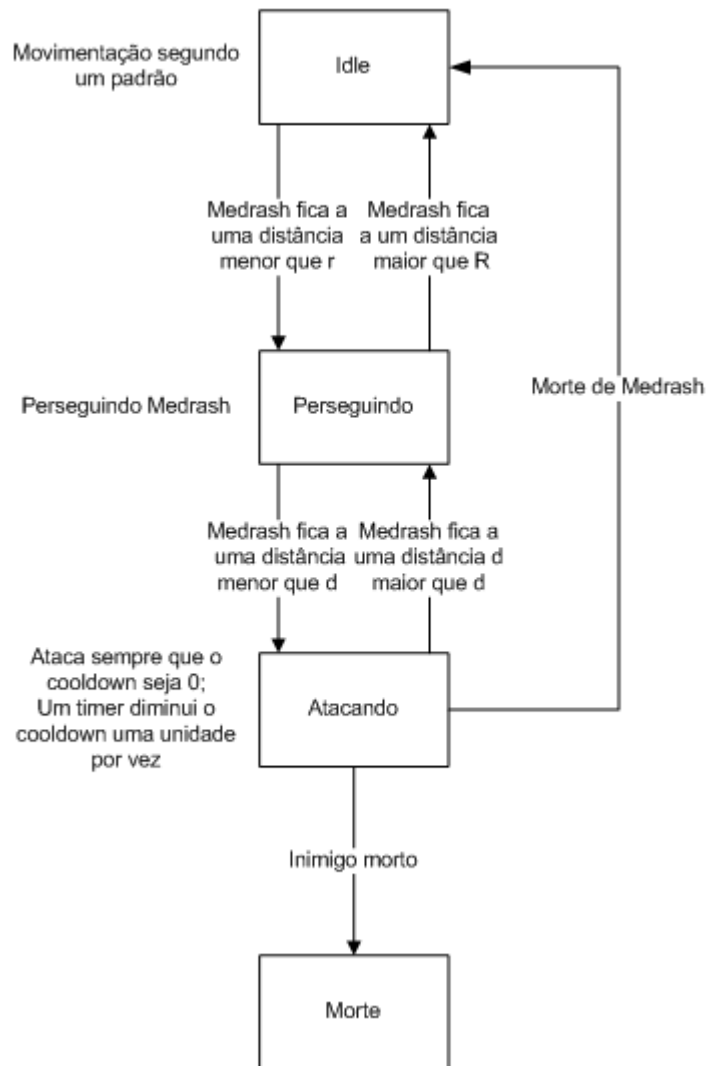 Movimentação segundo
um padrão
Idle
Medrash fica a
uma distância
menor que r
Medrash fica
a um distância
maior que R
Perseguindo Medrash
Perseguindo
Morte de Medrash
Medrash fica a
uma distância
menor que d
Medrash fica a
uma distância d
maior que d
Ataca sempre que o
cooldown seja 0;
Um timer diminui o
cooldown uma unidade
por vez
Atacando
Inimigo morto
Morte